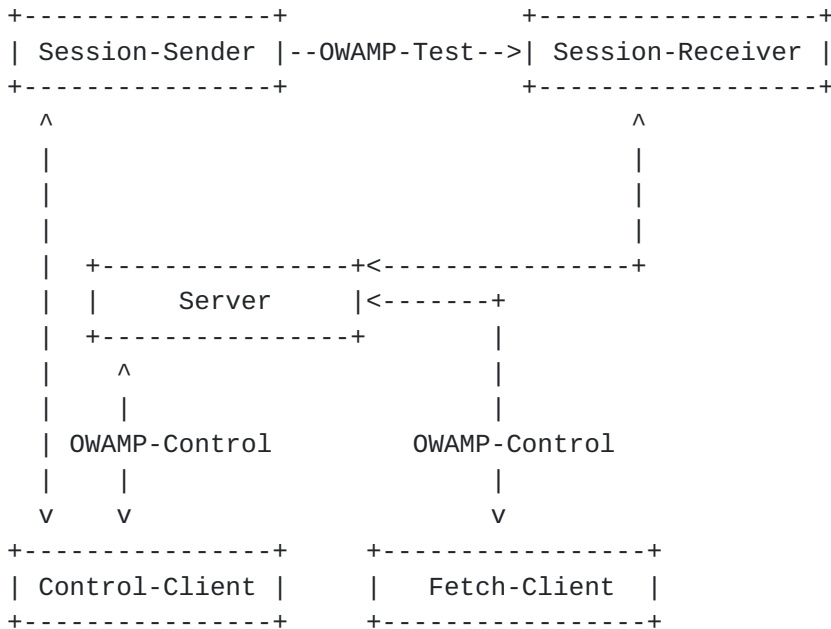 Session-Sender --OWAMP-Test--> Session-Receiver
Server
OWAMP-Control OWAMP-Control
Control-Client Fetch-Client